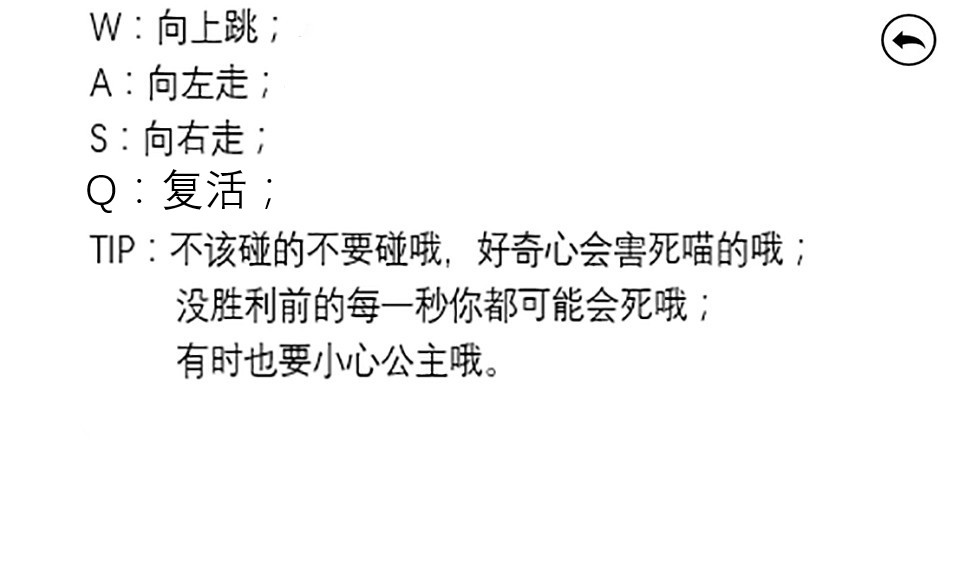 W：向上跳；
A：向左走；
S：向右走；
Q：复活；
TIP：不该碰的不要碰哦，好奇心会害死喵的哦；
没胜利前的每一秒你都可能会死哦；
有时也要小心公主哦。